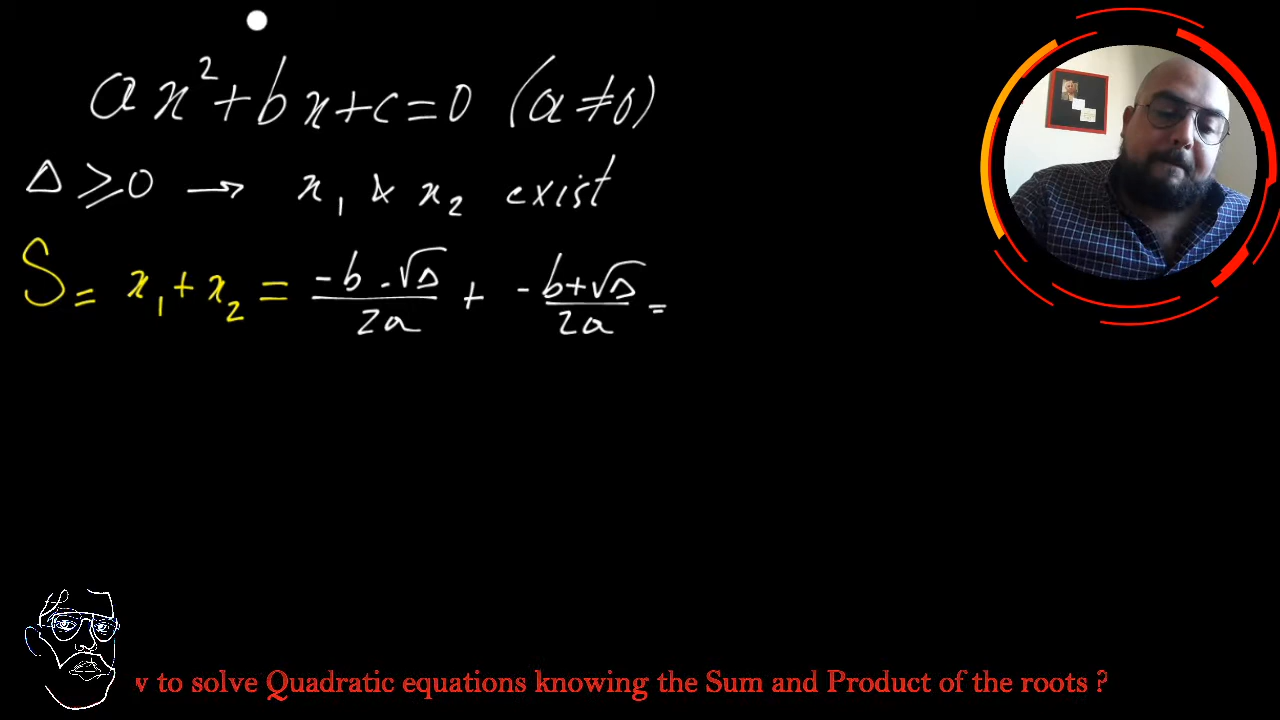 ax²+bx+c=0 (a≠0)
Δ⩾0 → x₁ & x₂ exist
S= x₁+x₂ = (-b-√Δ)/2a + (-b+√Δ)/2a =
v to solve Quadratic equations knowing the Sum and Product of the roots ?